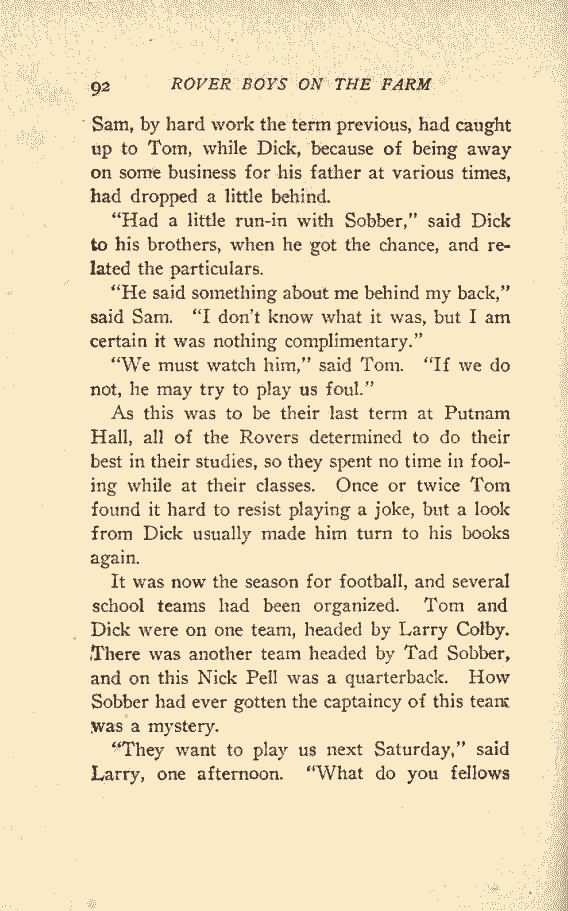 92 ROVER BOYS ON THE FARM
Sam, by hard work the term previous, had caught
up to Tom, while Dick, because of being away
on some business for his father at various times,
had dropped a little behind.
“Had a little run-in with Sobber,” said Dick
to his brothers, when he got the chance, and re-
lated the particulars.
“He said something about me behind my back,”
said Sam. “I don’t know what it was, but I am
certain it was nothing complimentary.”
“We must watch him,” said Tom. “If we do
not, he may try to play us foul.”
As this was to be their last term at Putnam
Hall, all of the Rovers determined to do their
best in their studies, so they spent no time in fool-
ing while at their classes. Once or twice Tom
found it hard to resist playing a joke, but a look
from Dick usually made him turn to his books
again.
It was now the season for football, and several
school teams had been organized. Tom and
Dick were on one team, headed by Larry Colby.
There was another team headed by Tad Sobber,
and on this Nick Pell was a quarterback. How
Sobber had ever gotten the captaincy of this team
was a mystery.
“They want to play us next Saturday,” said
Larry, one afternoon. “What do you fellows